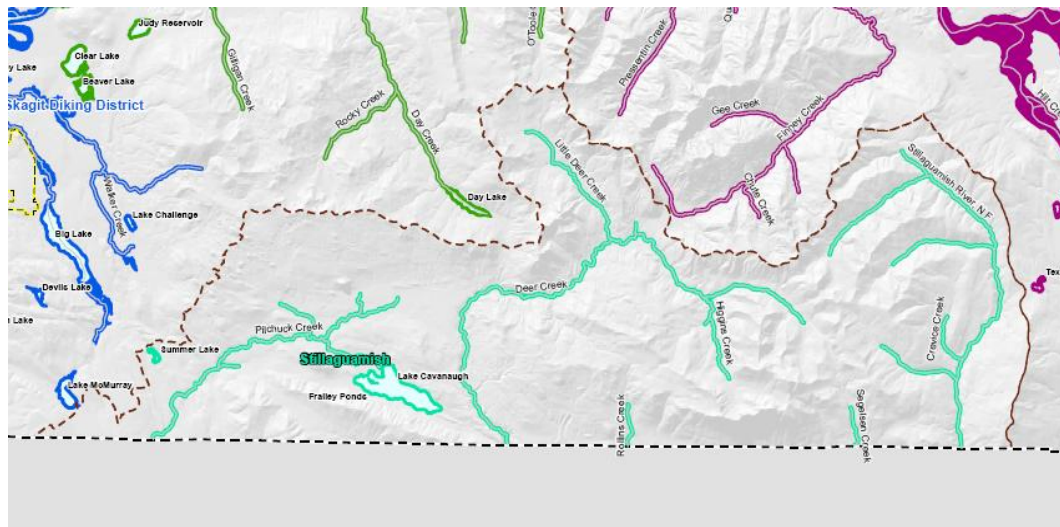 Judy Reservoir
Clear Lake
Beaver Lake
y Lake
Skagit Diking District
Gilligan Creek
Rocky Creek
Day Creek
O'Toole C
Pressentin Creek
Gee Creek
Finney Creek
Chute Creek
Little Deer Creek
Stillaguamish River, N F
Walker Creek
Lake Challenge
Big Lake
Day Lake
Devils Lake
n Lake
Deer Creek
Tex
Pilchuck Creek
Higgins Creek
Crevice Creek
Summer Lake
Stillaguamish
Lake Cavanaugh
Lake McMurray
Frailey Ponds
Rollins Creek
Segelsen Creek